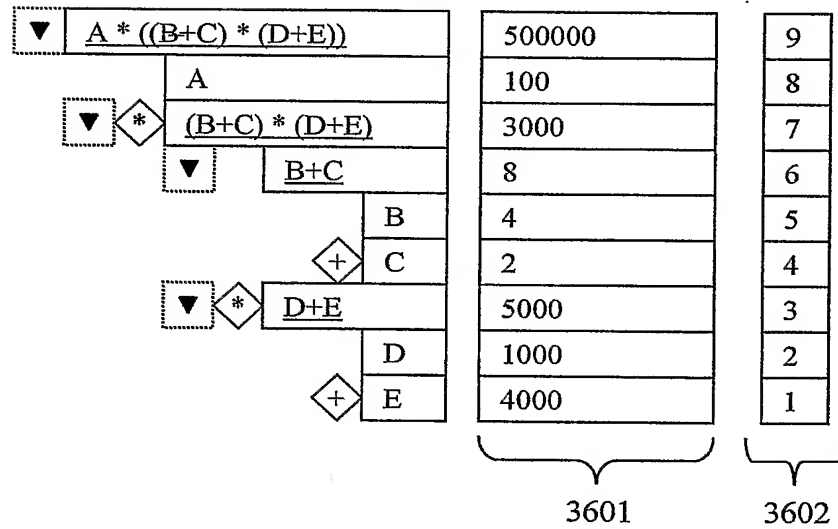 ▼ A * ((B+C) * (D+E)) 500000 9
A 100 8
▼ * (B+C) * (D+E) 3000 7
▼ B+C 8 6
B 4 5
+ C 2 4
▼ * D+E 5000 3
D 1000 2
+ E 4000 1
3601 3602